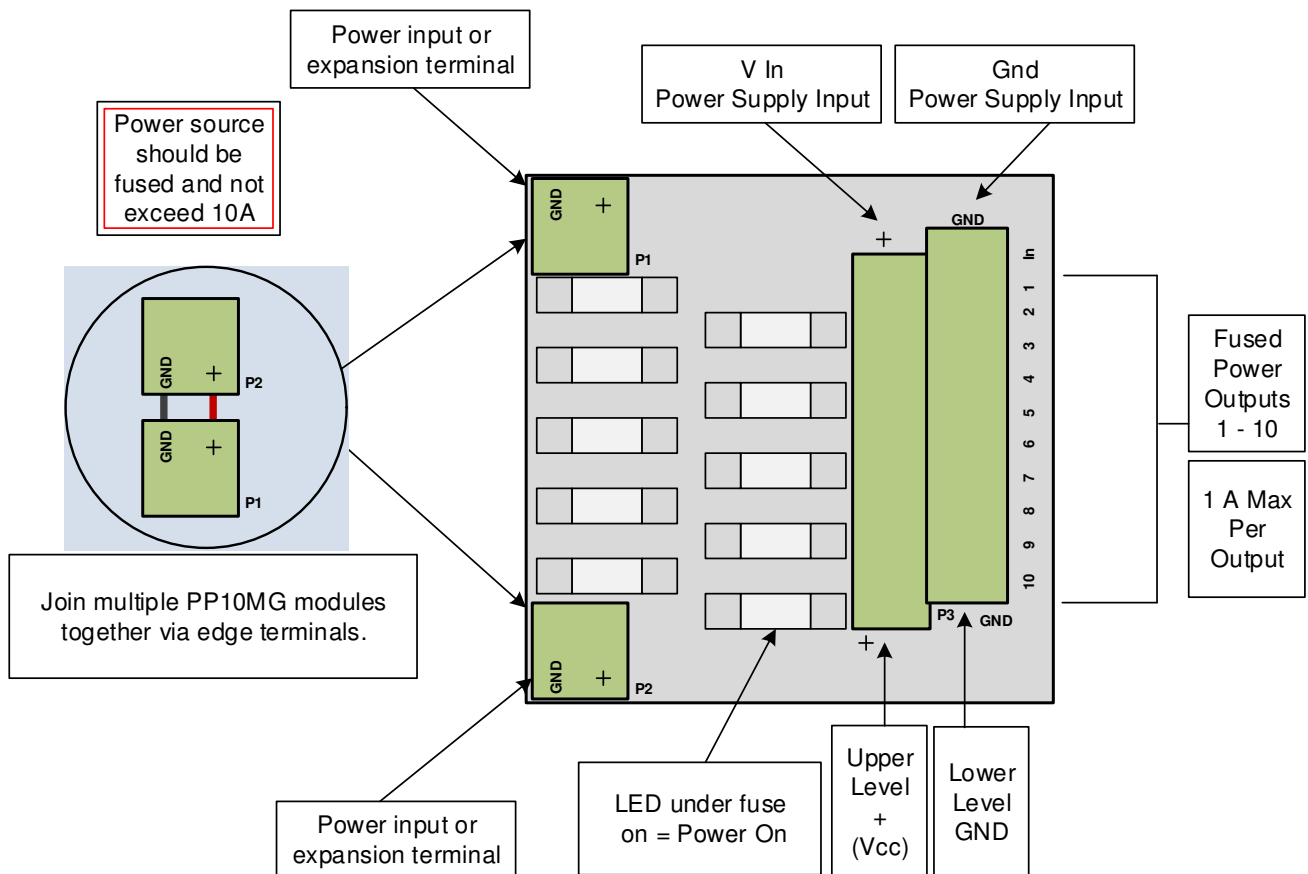 Power input or
expansion terminal
V In
Power Supply Input
Gnd
Power Supply Input
Power source
should be
fused and not
exceed 10A
GND
+
P1
+
GND
In
1
2
3
4
5
6
7
8
9
10
Fused
Power
Outputs
1 - 10
1 A Max
Per
Output
GND
+
P2
GND
+
P1
Join multiple PP10MG modules
together via edge terminals.
GND
+
P2
+
P3
GND
Power input or
expansion terminal
LED under fuse
on = Power On
Upper
Level
+
(Vcc)
Lower
Level
GND